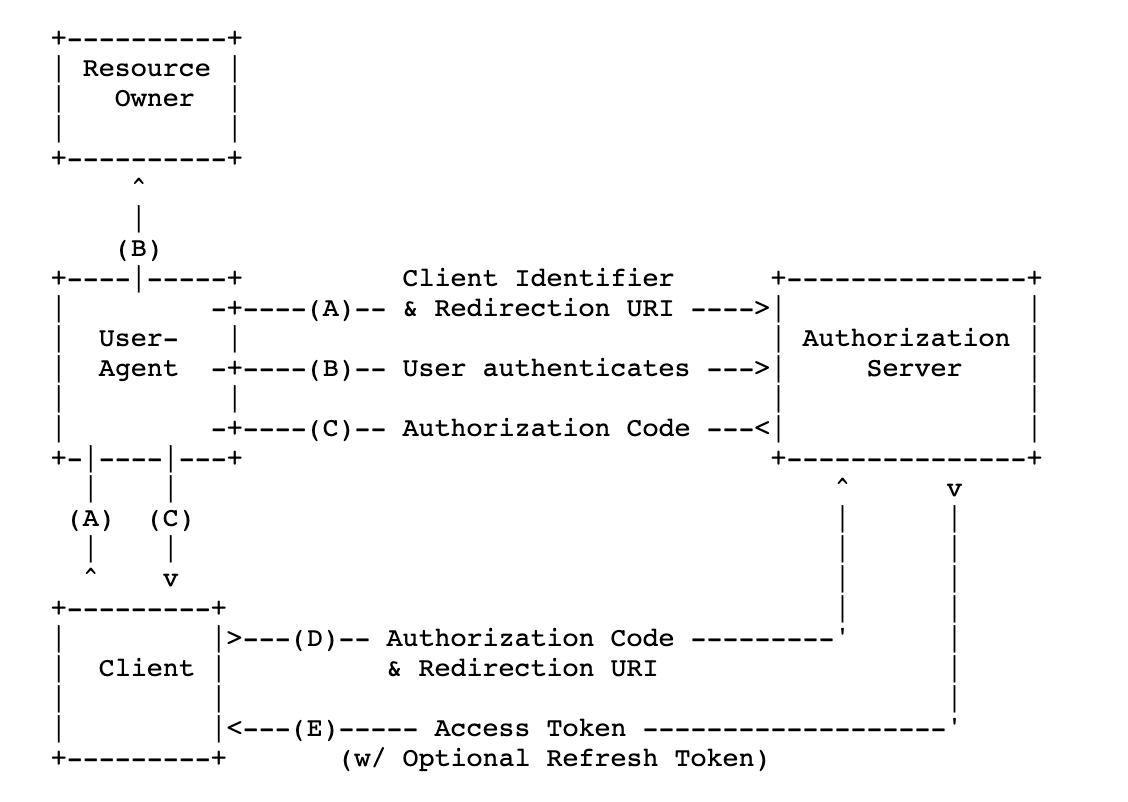 +----------+
| Resource |
|   Owner  |
|          |
+----------+
     ^
     |
    (B)
+----|-----+          Client Identifier      +---------------+
|         -+----(A)-- & Redirection URI ---->|               |
|  User-   |                                 | Authorization |
|  Agent  -+----(B)-- User authenticates --->|     Server    |
|          |                                 |               |
|         -+----(C)-- Authorization Code ---<|               |
+-|----|---+                                 +---------------+
  |    |                                         ^      v
 (A)  (C)                                        |      |
  |    |                                         |      |
  ^    v                                         |      |
+---------+                                      |      |
|         |>---(D)-- Authorization Code ---------'      |
|  Client |          & Redirection URI                  |
|         |                                             |
|         |<---(E)----- Access Token -------------------'
+---------+       (w/ Optional Refresh Token)